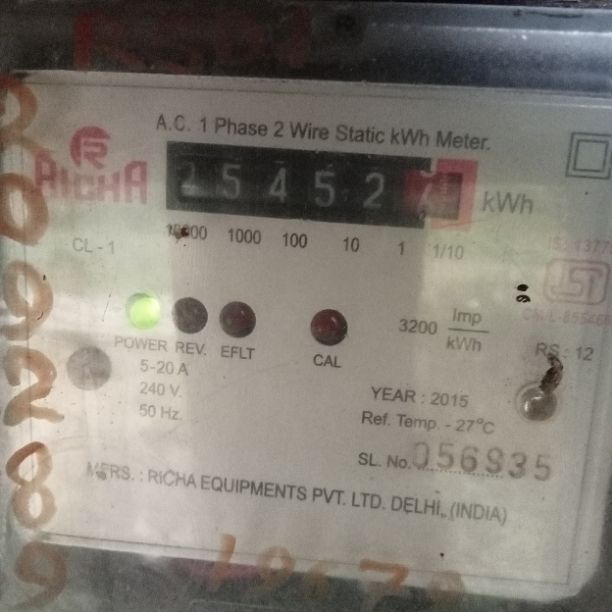 A.C. 1 Phase 2 Wire Static kWh Meter.
RICHA
2 5 4 5 2 kWh
10000 1000 100 10 1 1/10
CL - 1
3200 Imp/kWh
POWER REV. EFLT CAL
RS : 12
5-20 A
240 V.
50 Hz.
YEAR : 2015
Ref. Temp. - 27°C
SL. No. 056935
MFRS. : RICHA EQUIPMENTS PVT. LTD. DELHI, (INDIA)